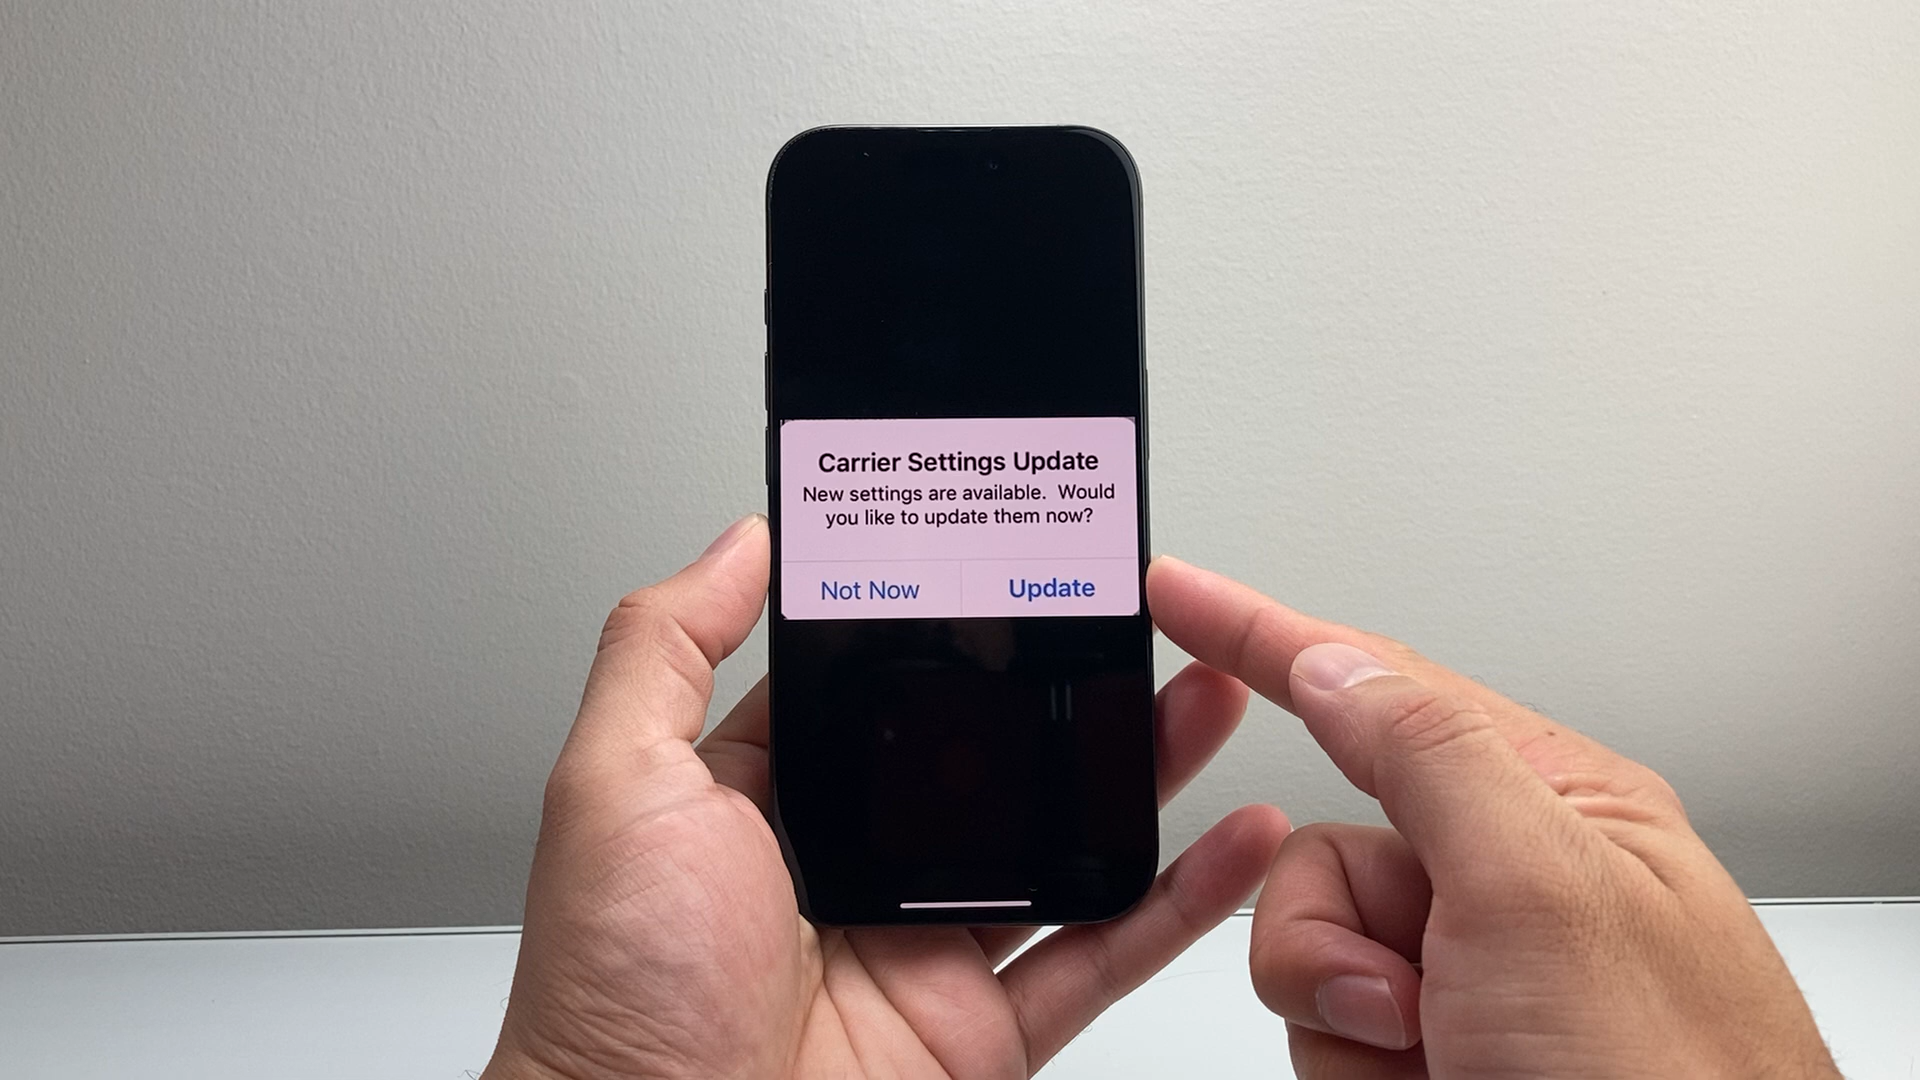 Carrier Settings Update
New settings are available.  Would
you like to update them now?
Not Now
Update